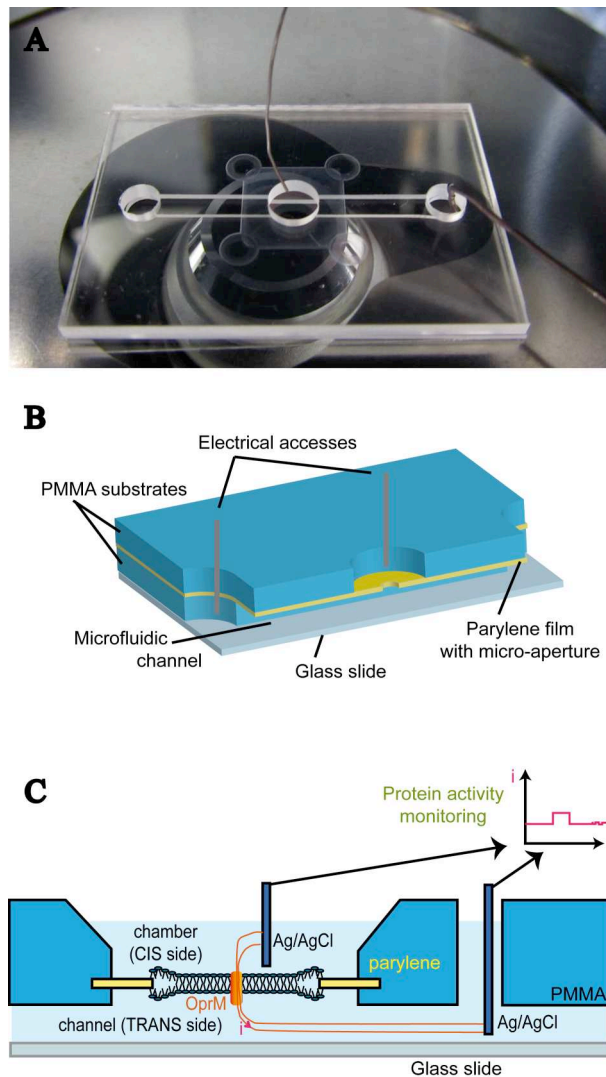 A
B
Electrical accesses
PMMA substrates
Microfluidic
channel
Glass slide
Parylene film
with micro-aperture
C
i
Protein activity
monitoring
chamber
(CIS side)
Ag/AgCl
parylene
OprM
PMMA
channel (TRANS side)
i
Ag/AgCl
Glass slide